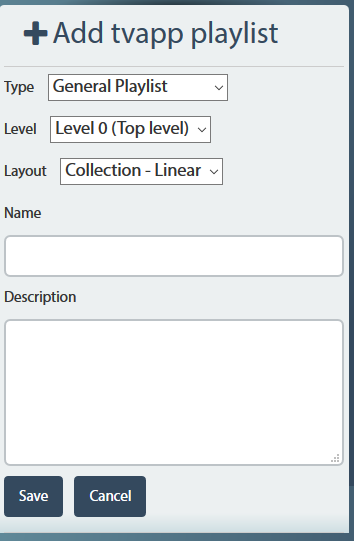 Add tvapp playlist
Type General Playlist
Level Level 0 (Top level)
Layout Collection - Linear
Name
Description
Save Cancel